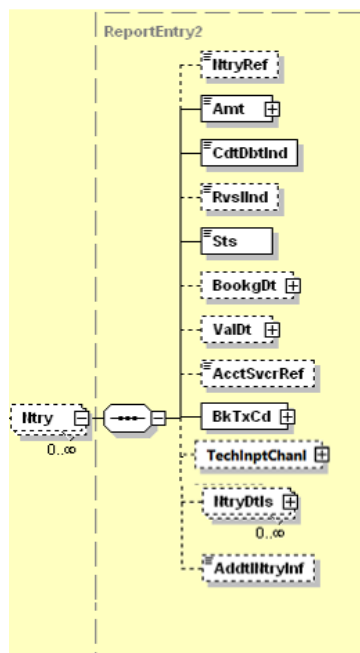 ReportEntry2
NtryRef
Amt
CdtDbtInd
RvslInd
Sts
BookgDt
ValDt
AcctSvcrRef
Ntry
0..∞
BkTxCd
TechInptChanl
NtryDtls
0..∞
AddtlNtryInf